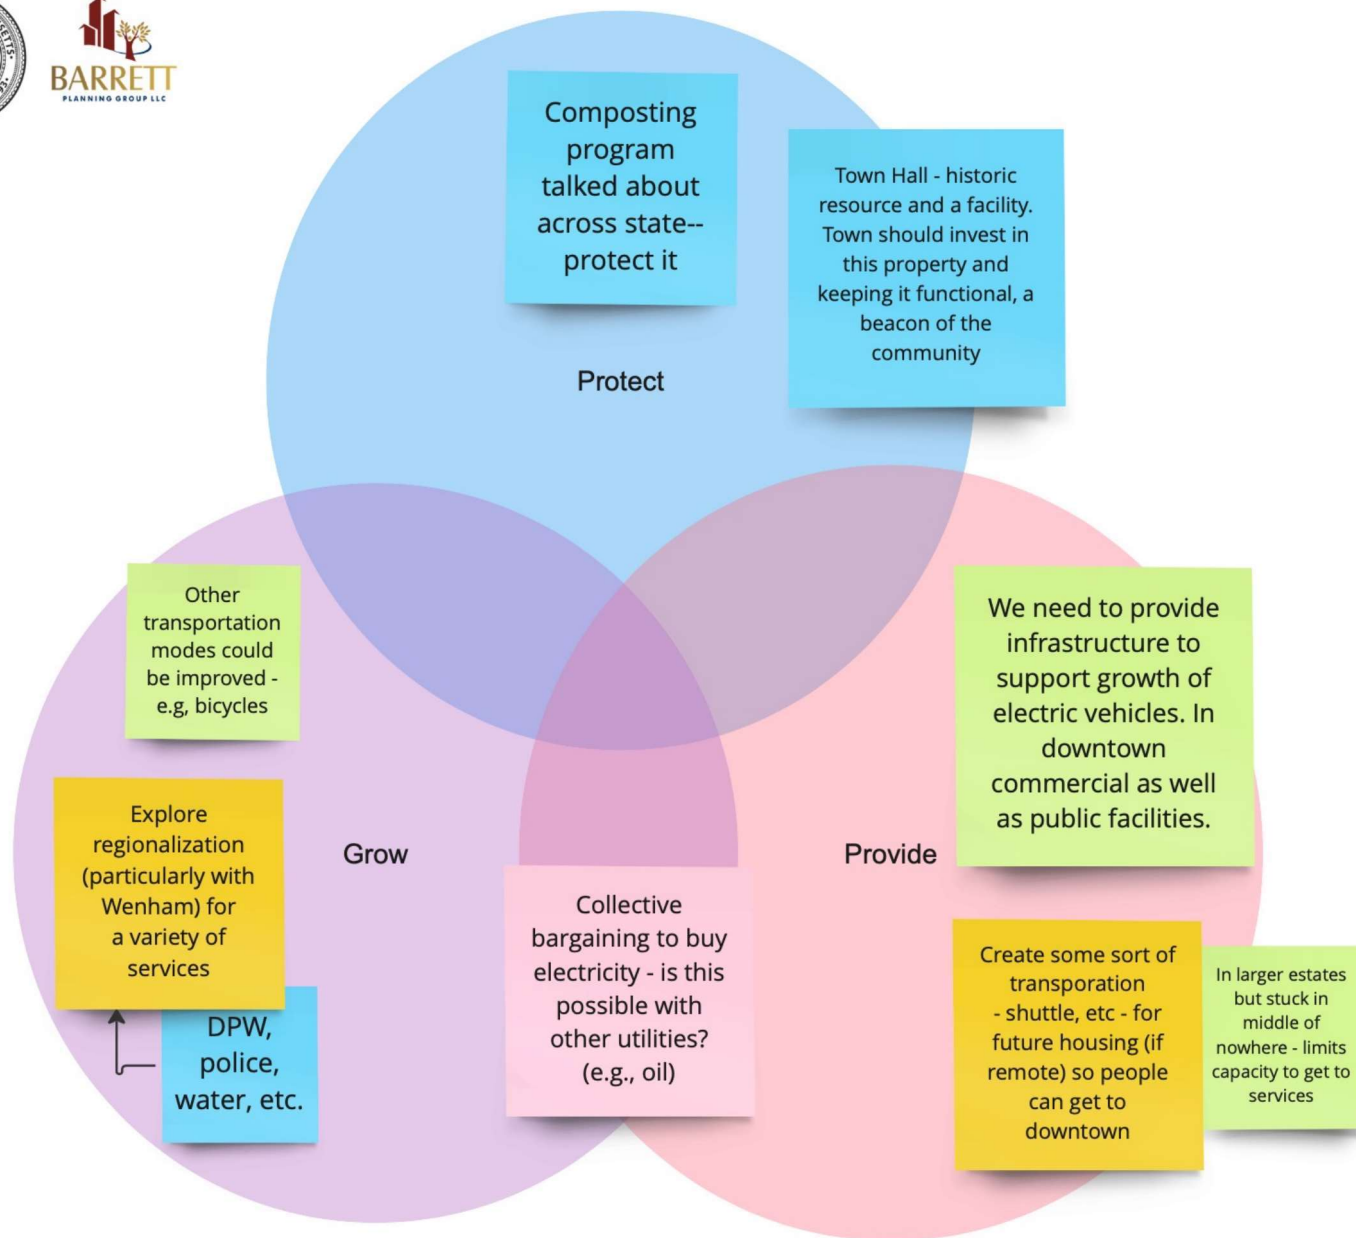 SETTS
BARRETT
PLANNING GROUP LLC
Composting
program
talked about
across state--
protect it
Town Hall - historic
resource and a facility.
Town should invest in
this property and
keeping it functional, a
beacon of the
community
Protect
Other
transportation
modes could
be improved -
e.g, bicycles
Explore
regionalization
(particularly with
Wenham) for
a variety of
services
DPW,
police,
water, etc.
Grow
Collective
bargaining to buy
electricity - is this
possible with
other utilities?
(e.g., oil)
Provide
We need to provide
infrastructure to
support growth of
electric vehicles. In
downtown
commercial as well
as public facilities.
Create some sort of
transporation
- shuttle, etc - for
future housing (if
remote) so people
can get to
downtown
In larger estates
but stuck in
middle of
nowhere - limits
capacity to get to
services